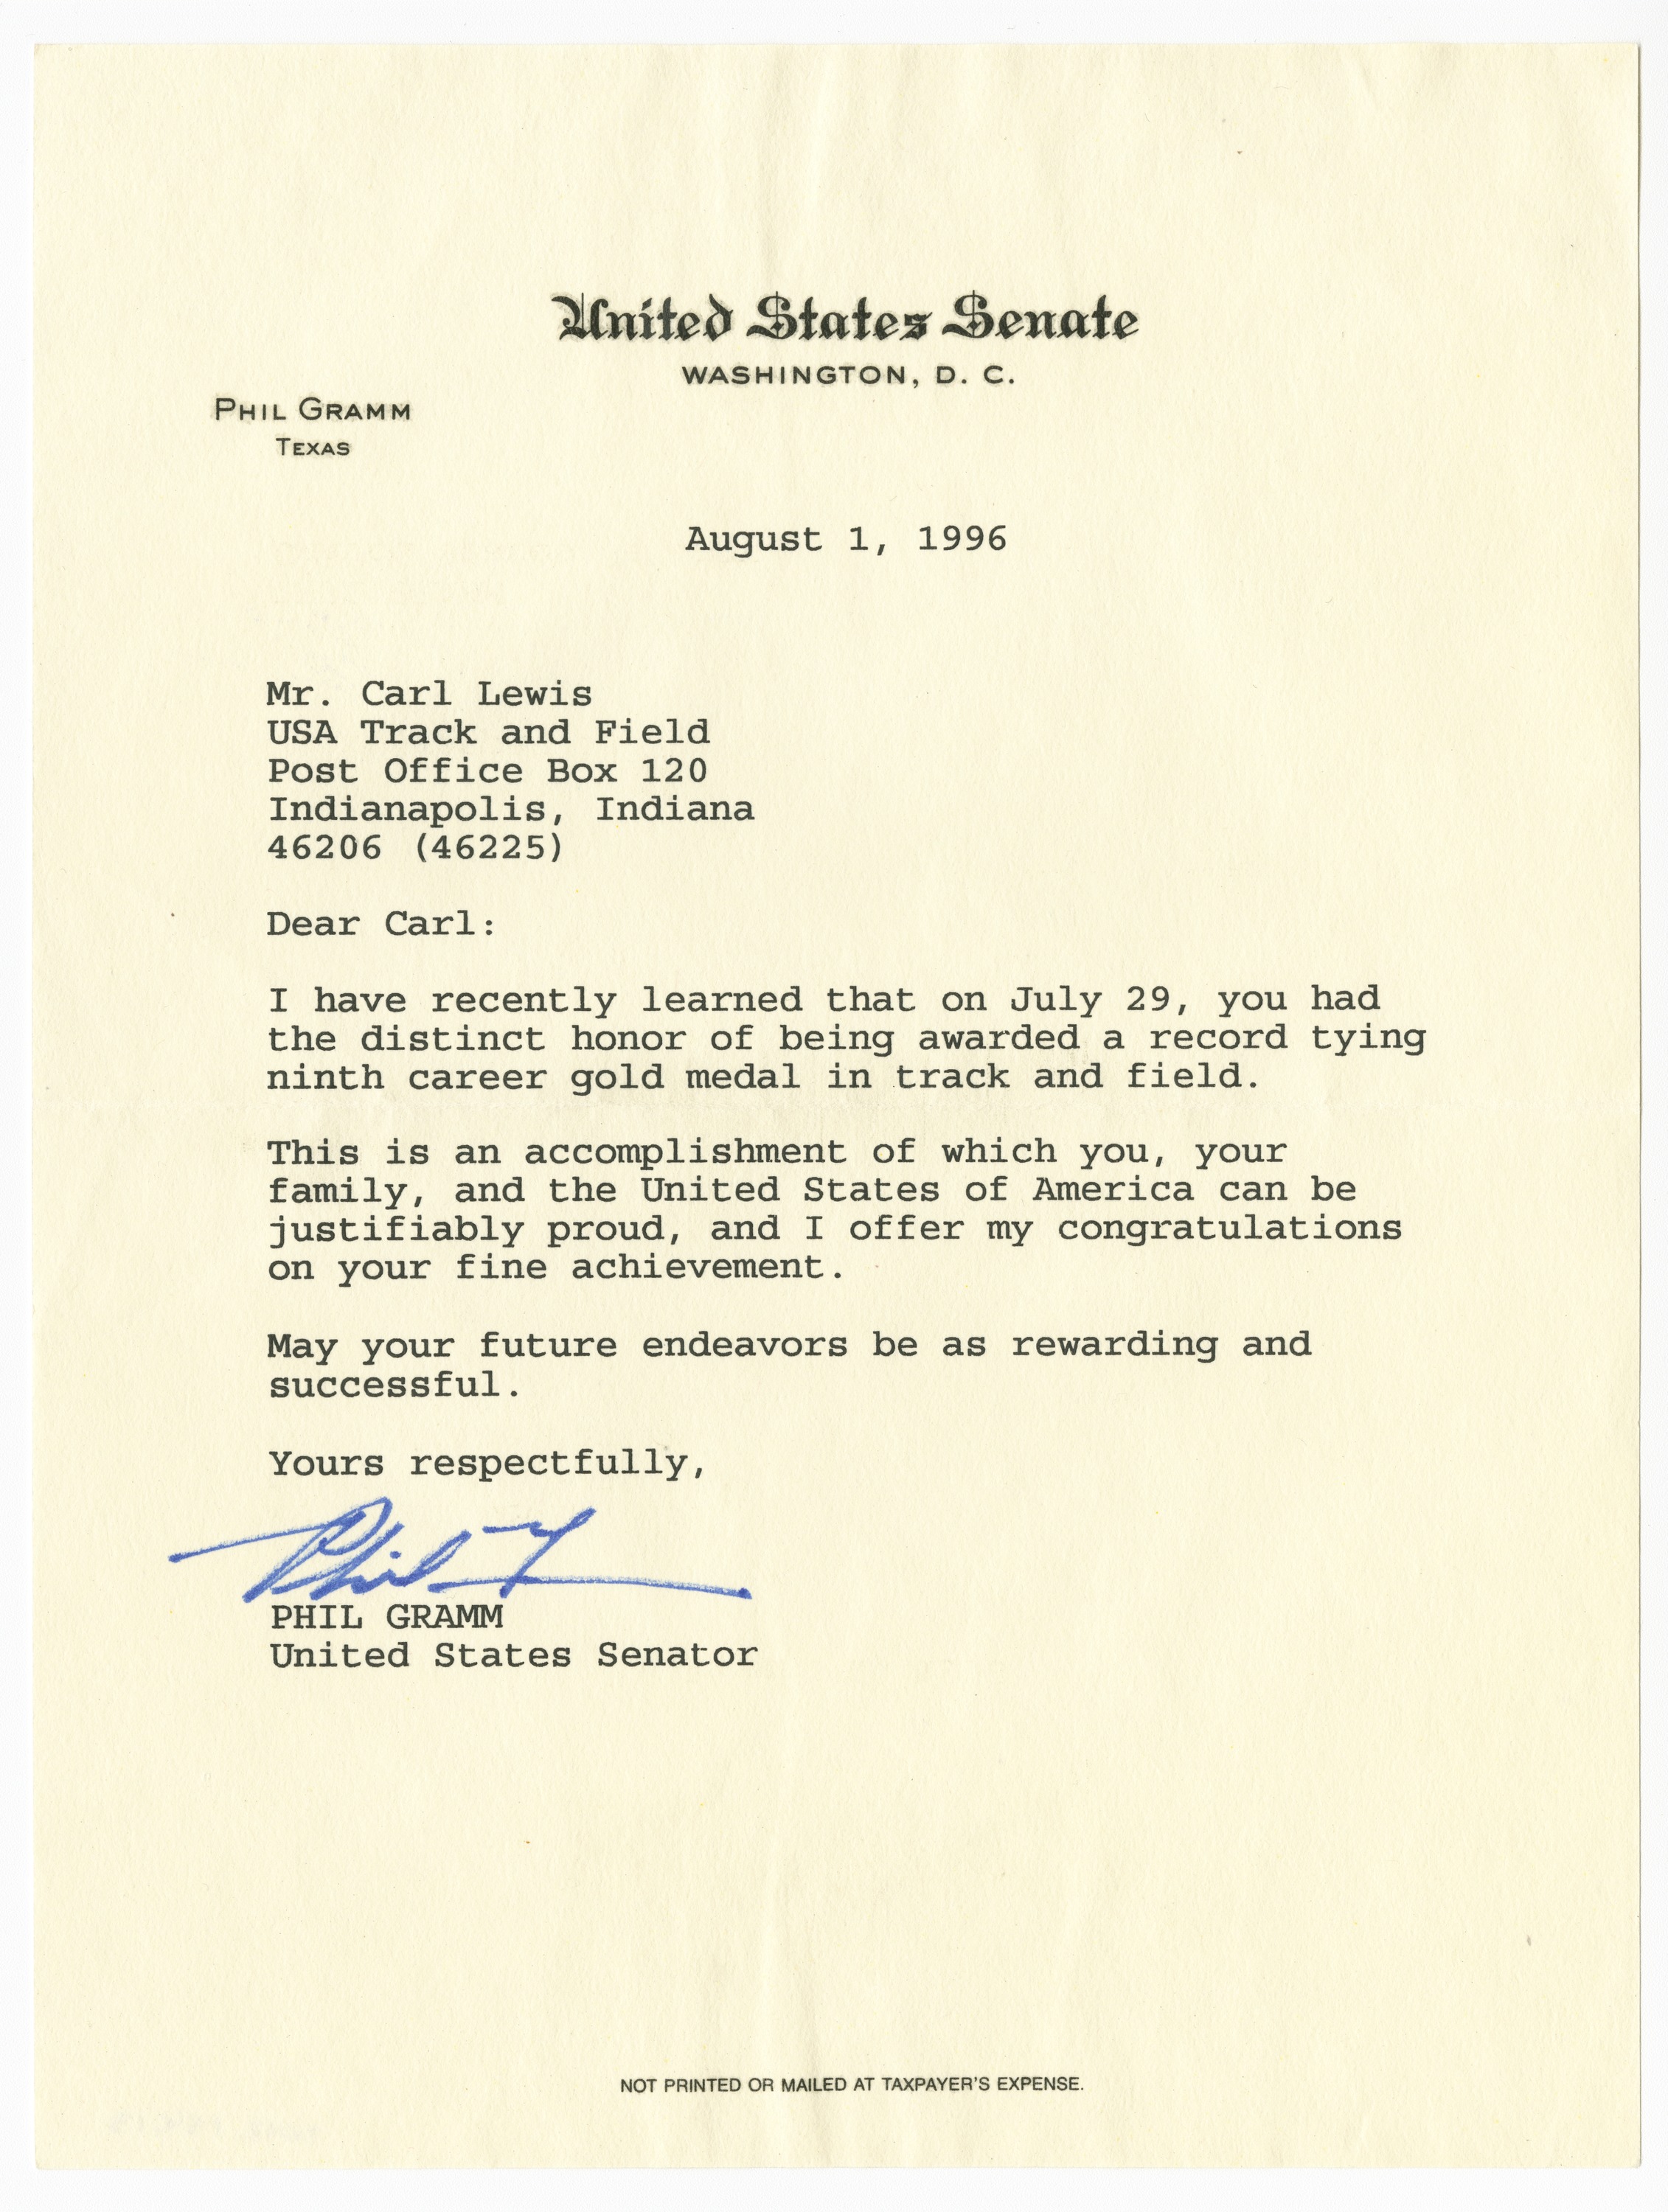 United States Senate
WASHINGTON, D. C.
PHIL GRAMM
TEXAS
August 1, 1996
Mr. Carl Lewis
USA Track and Field
Post Office Box 120
Indianapolis, Indiana
46206 (46225)
Dear Carl:
I have recently learned that on July 29, you had
the distinct honor of being awarded a record tying
ninth career gold medal in track and field.
This is an accomplishment of which you, your
family, and the United States of America can be
justifiably proud, and I offer my congratulations
on your fine achievement.
May your future endeavors be as rewarding and
successful.
Yours respectfully,
Phil
PHIL GRAMM
United States Senator
NOT PRINTED OR MAILED AT TAXPAYER'S EXPENSE.